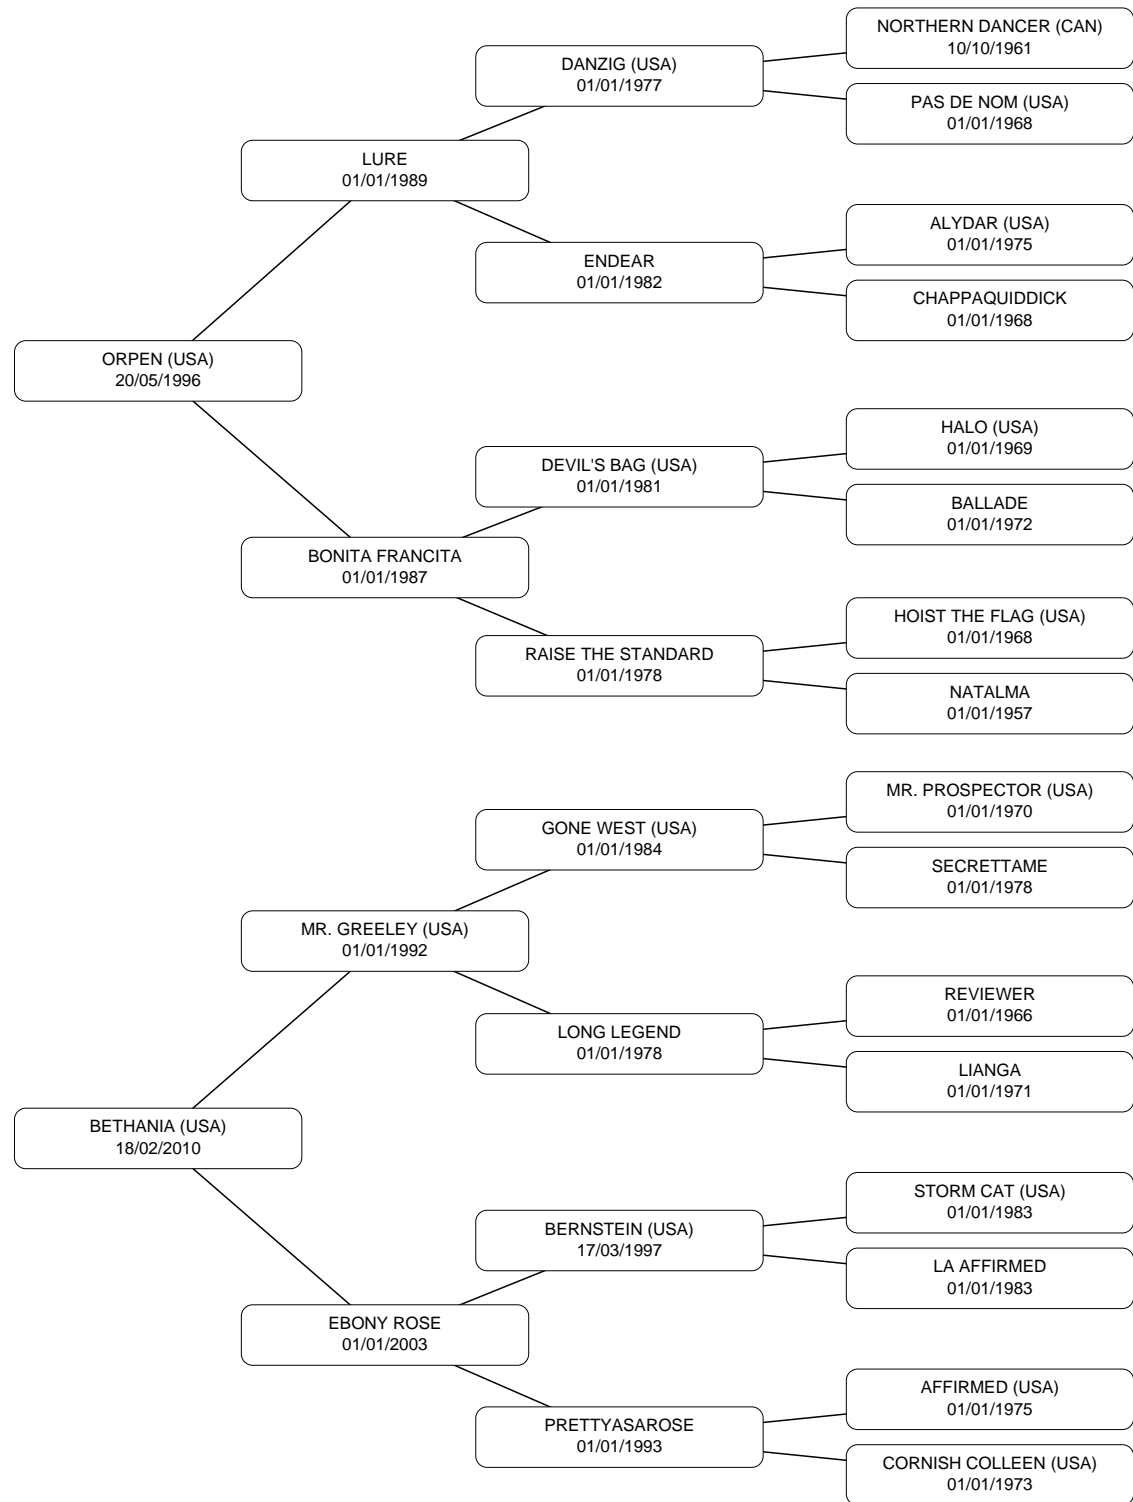 NORTHERN DANCER (CAN)
10/10/1961
DANZIG (USA)
01/01/1977
PAS DE NOM (USA)
01/01/1968
LURE
01/01/1989
ALYDAR (USA)
01/01/1975
ENDEAR
01/01/1982
CHAPPAQUIDDICK
01/01/1968
ORPEN (USA)
20/05/1996
HALO (USA)
01/01/1969
DEVIL'S BAG (USA)
01/01/1981
BALLADE
01/01/1972
BONITA FRANCITA
01/01/1987
HOIST THE FLAG (USA)
01/01/1968
RAISE THE STANDARD
01/01/1978
NATALMA
01/01/1957
MR. PROSPECTOR (USA)
01/01/1970
GONE WEST (USA)
01/01/1984
SECRETTAME
01/01/1978
MR. GREELEY (USA)
01/01/1992
REVIEWER
01/01/1966
LONG LEGEND
01/01/1978
LIANGA
01/01/1971
BETHANIA (USA)
18/02/2010
STORM CAT (USA)
01/01/1983
BERNSTEIN (USA)
17/03/1997
LA AFFIRMED
01/01/1983
EBONY ROSE
01/01/2003
AFFIRMED (USA)
01/01/1975
PRETTYASAROSE
01/01/1993
CORNISH COLLEEN (USA)
01/01/1973